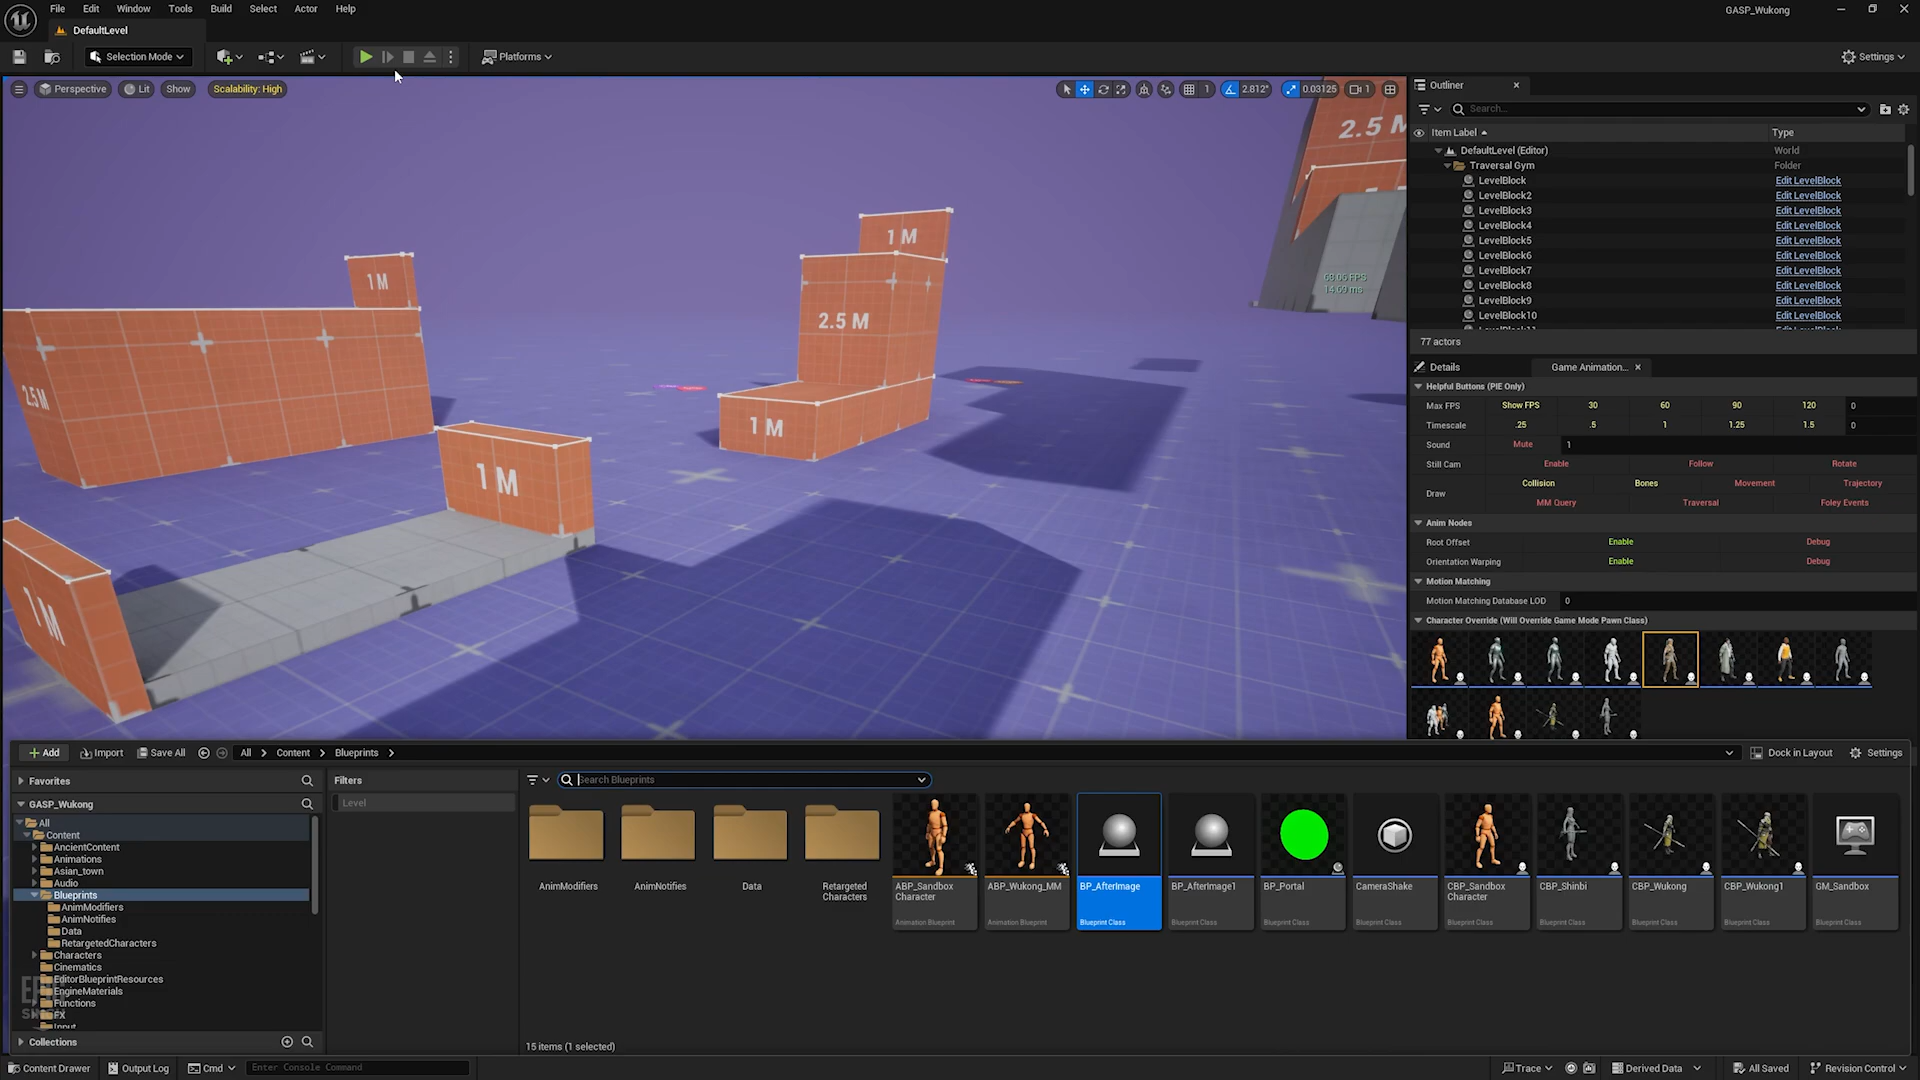 File Edit Window Tools Build Select Actor Help
GASP_Wukong
DefaultLevel
Selection Mode
Platforms
Settings
Perspective
Lit
Show
Scalability: High
1
2.812°
0.03125
1
2.5 M
1 M
1 M
2.5 M
2.5 M
1 M
1 M
1 M
68.06 FPS
14.69 ms
Outliner
Search...
Item Label
Type
DefaultLevel (Editor) World
Traversal Gym Folder
LevelBlock Edit LevelBlock
LevelBlock2 Edit LevelBlock
LevelBlock3 Edit LevelBlock
LevelBlock4 Edit LevelBlock
LevelBlock5 Edit LevelBlock
LevelBlock6 Edit LevelBlock
LevelBlock7 Edit LevelBlock
LevelBlock8 Edit LevelBlock
LevelBlock9 Edit LevelBlock
LevelBlock10 Edit LevelBlock
77 actors
Details
Game Animation...
Helpful Buttons (PIE Only)
Max FPS Show FPS 30 60 90 120 0
Timescale .25 .5 1 1.25 1.5 0
Sound Mute 1
Still Cam Enable Follow Rotate
Draw Collision Bones Movement Trajectory
MM Query Traversal Foley Events
Anim Nodes
Root Offset Enable Debug
Orientation Warping Enable Debug
Motion Matching
Motion Matching Database LOD 0
Character Override (Will Override Game Mode Pawn Class)
Add
Import
Save All
All
Content
Blueprints
Dock in Layout
Settings
Favorites
GASP_Wukong
All
Content
AncientContent
Animations
Asian_town
Audio
Blueprints
AnimModifiers
AnimNotifies
Data
RetargetedCharacters
Characters
Cinematics
EditorBlueprintResources
EngineMaterials
Functions
FX
Input
Collections
Filters
Level
Search Blueprints
AnimModifiers
AnimNotifies
Data
Retargeted
Characters
ABP_Sandbox
Character
Animation Blueprint
ABP_Wukong_MM
Animation Blueprint
BP_AfterImage
Blueprint Class
BP_AfterImage1
Blueprint Class
BP_Portal
Blueprint Class
CameraShake
Blueprint Class
CBP_Sandbox
Character
Blueprint Class
CBP_Shinbi
Blueprint Class
CBP_Wukong
Blueprint Class
CBP_Wukong1
Blueprint Class
GM_Sandbox
Blueprint Class
15 items (1 selected)
Content Drawer
Output Log
Cmd
Enter Console Command
Trace
Derived Data
All Saved
Revision Control